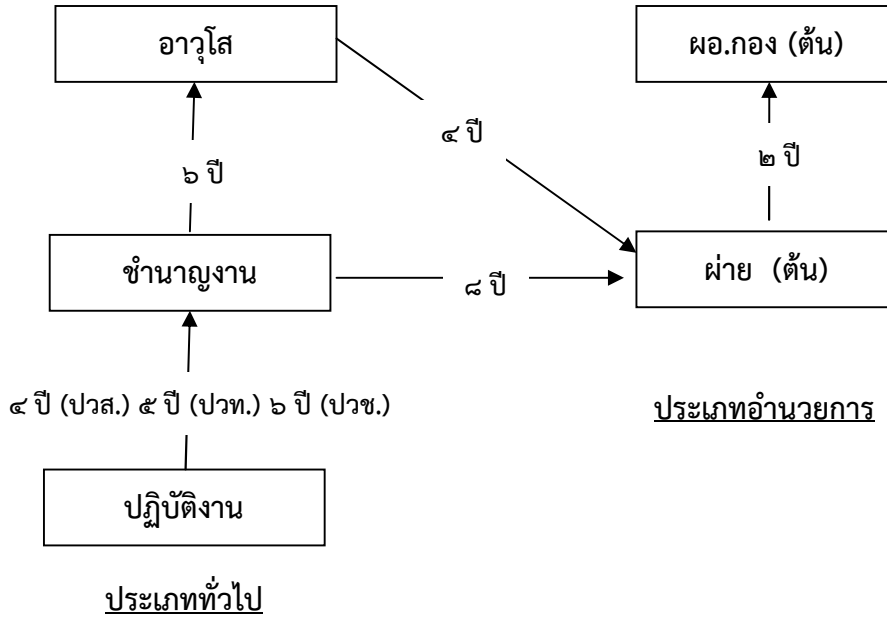 อาวุโส
ผอ.กอง (ต้น)
๔ ปี
๒ ปี
๖ ปี
ชำนาญงาน
ฝ่าย (ต้น)
๘ ปี
๔ ปี (ปวส.) ๕ ปี (ปวท.) ๖ ปี (ปวช.)
ประเภทอำนวยการ
ปฏิบัติงาน
ประเภททั่วไป